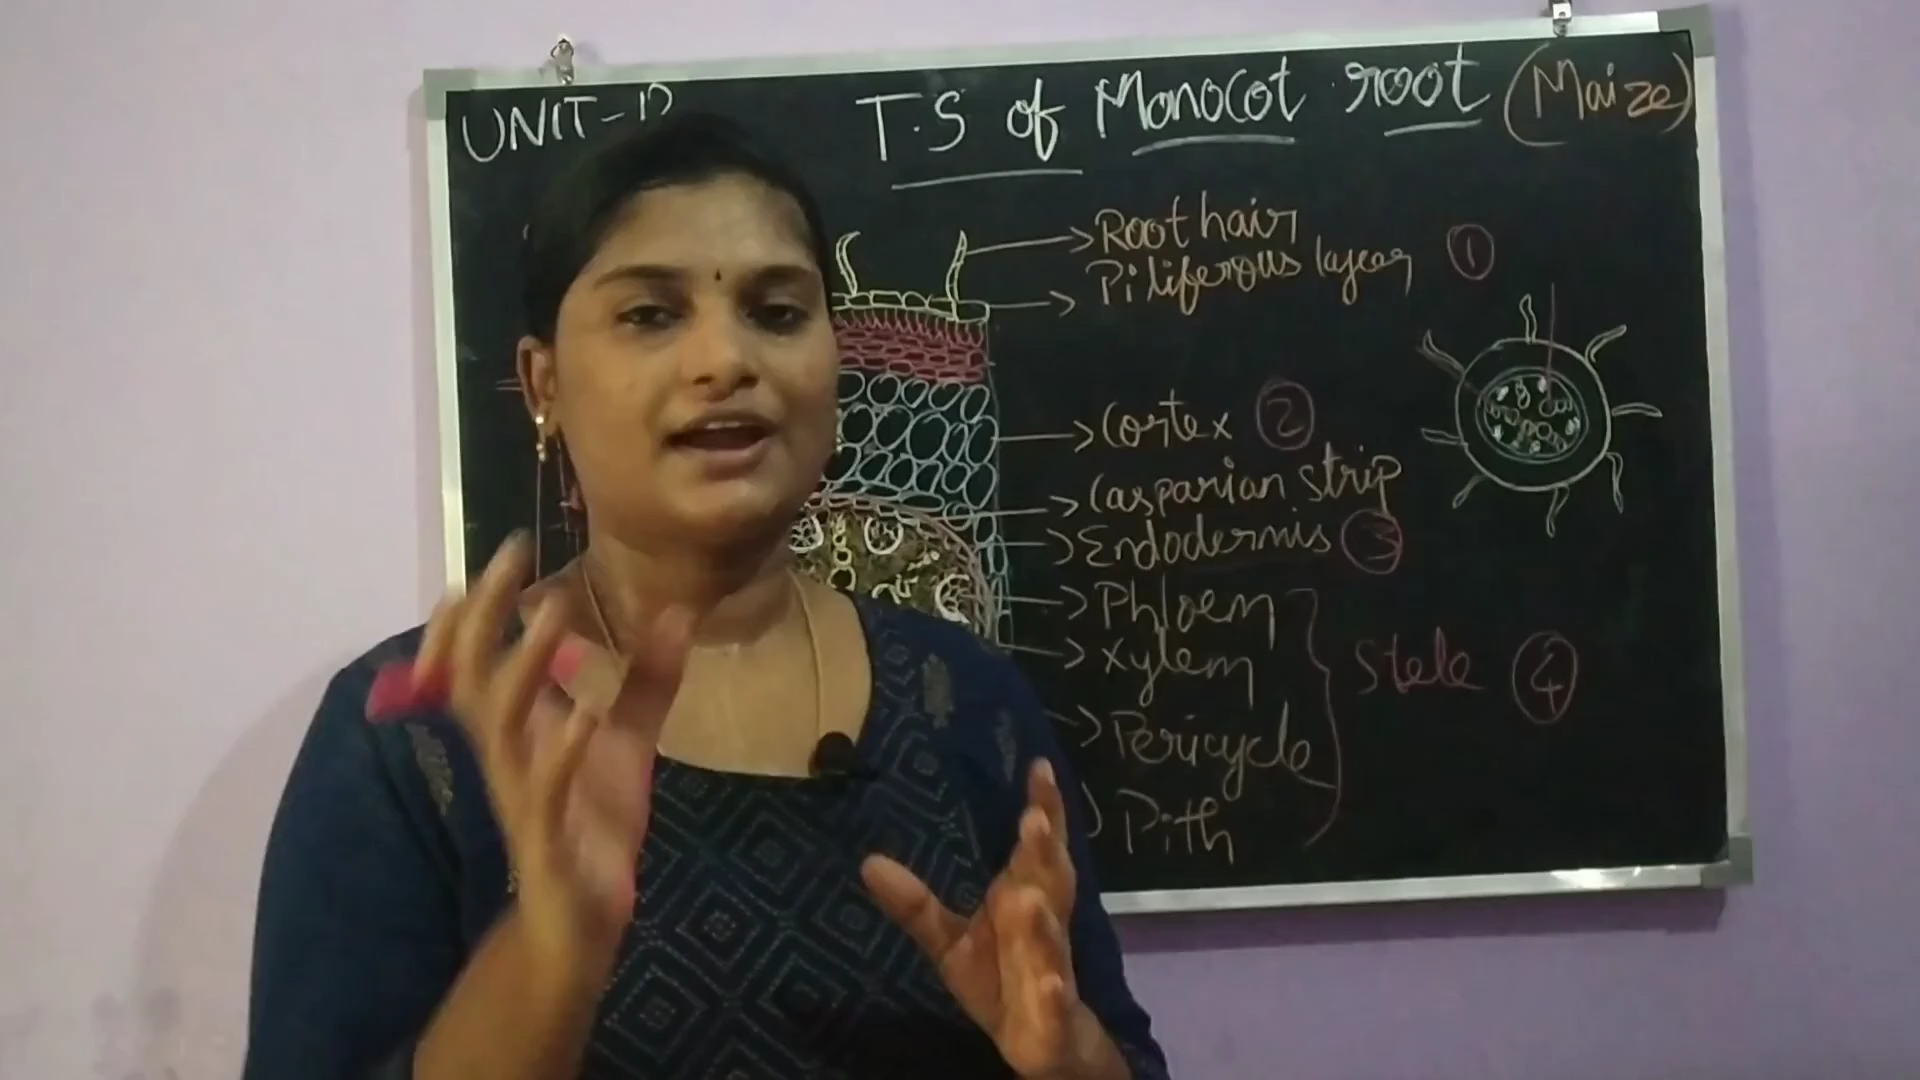 UNIT-
T.S of Monocot root (Maize)
Root hair
Piliferous layer ①
Cortex ②
Casparian strip
Endodermis ③
Phloem
Xylem
Stele ④
Pericycle
Pith